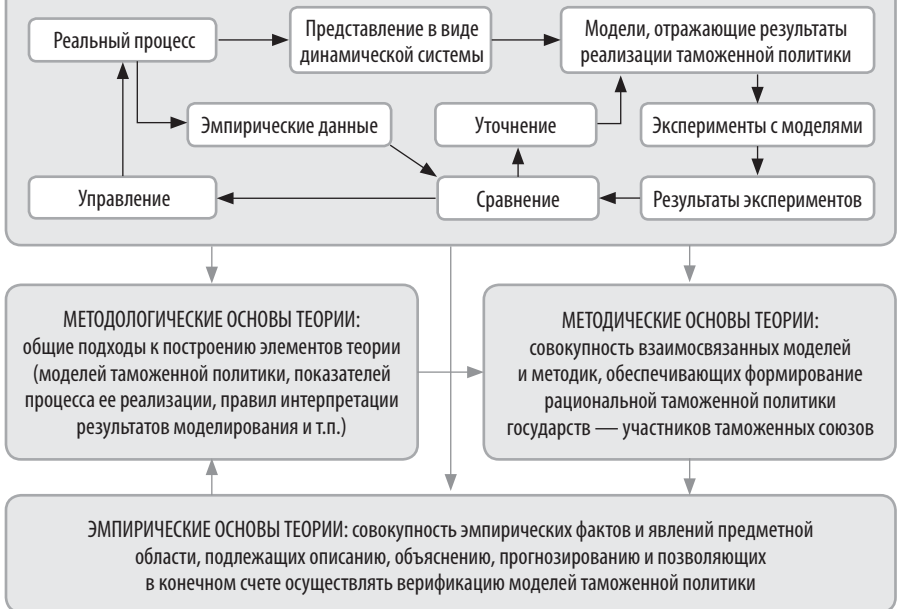 Реальный процесс
Представление в виде
динамической системы
Модели, отражающие результаты
реализации таможенной политики
Эмпирические данные
Уточнение
Эксперименты с моделями
Управление
Сравнение
Результаты экспериментов
МЕТОДОЛОГИЧЕСКИЕ ОСНОВЫ ТЕОРИИ:
общие подходы к построению элементов теории
(моделей таможенной политики, показателей
процесса ее реализации, правил интерпретации
результатов моделирования и т.п.)
МЕТОДИЧЕСКИЕ ОСНОВЫ ТЕОРИИ:
совокупность взаимосвязанных моделей
и методик, обеспечивающих формирование
рациональной таможенной политики
государств — участников таможенных союзов
ЭМПИРИЧЕСКИЕ ОСНОВЫ ТЕОРИИ: совокупность эмпирических фактов и явлений предметной
области, подлежащих описанию, объяснению, прогнозированию и позволяющих
в конечном счете осуществлять верификацию моделей таможенной политики